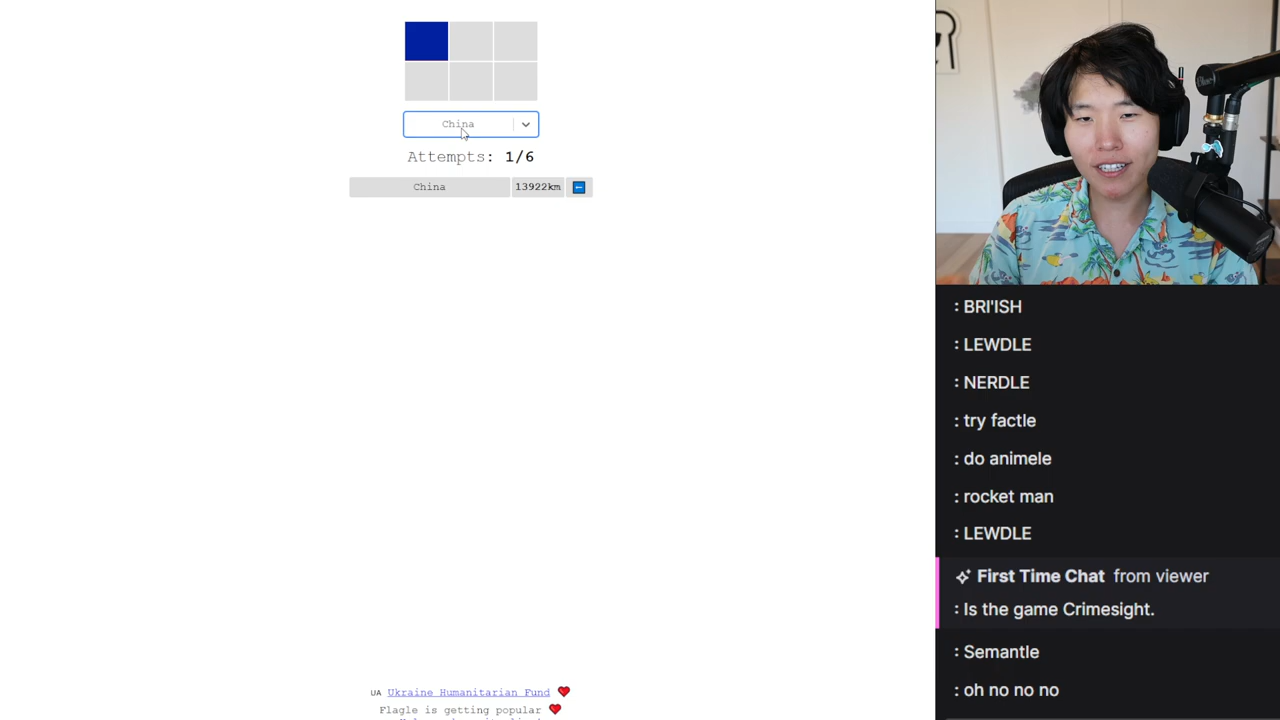 China
Attempts: 1/6
China 13922km
UA Ukraine Humanitarian Fund
Flagle is getting popular
: BRI'ISH
: LEWDLE
: NERDLE
: try factle
: do animele
: rocket man
: LEWDLE
First Time Chat from viewer
: Is the game Crimesight.
: Semantle
: oh no no no